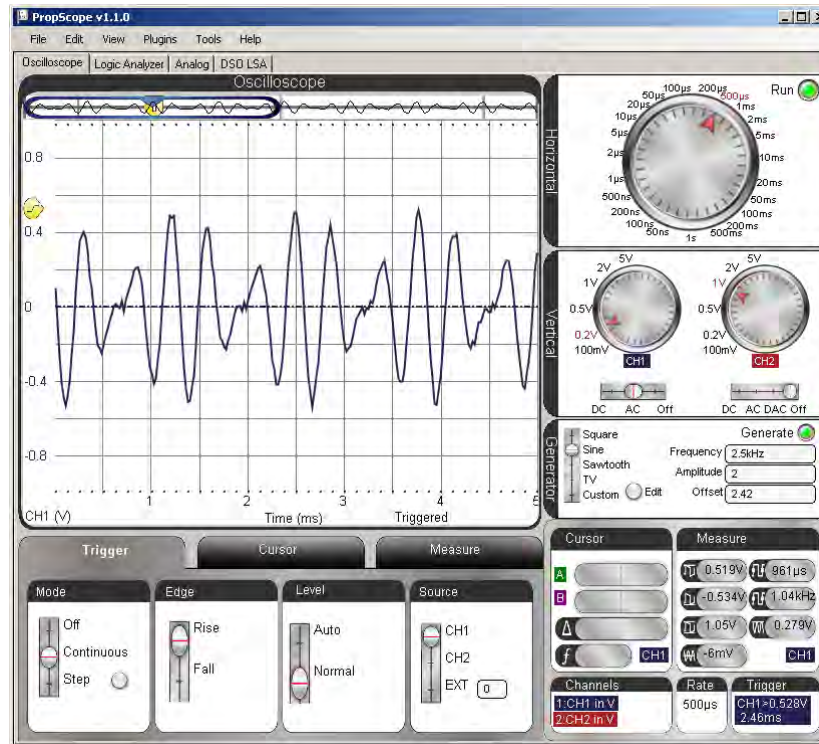 PropScope v1.1.0
File Edit View Plugins Tools Help
Oscilloscope Logic Analyzer Analog DSO LSA
Oscilloscope
0.8
0.4
0
-0.4
-0.8
1 2 3 4 5
CH1 (V) Time (ms) Triggered
Horizontal
Run
50ns 100ns 200ns 500ns 1µs 2µs 5µs 10µs 20µs 50µs 100µs 200µs 500µs 1ms 2ms 5ms 10ms 20ms 50ms 100ms 200ms 500ms 1s
Vertical
100mV 0.2V 0.5V 1V 2V 5V
CH1
DC AC Off
100mV 0.2V 0.5V 1V 2V 5V
CH2
DC AC DAC Off
Generator
Square
Sine
Sawtooth
TV
Custom
Edit
Generate
Frequency 2.5kHz
Amplitude 2
Offset 2.42
Trigger Cursor Measure
Mode
Off
Continuous
Step
Edge
Rise
Fall
Level
Auto
Normal
Source
CH1
CH2
EXT 0
Cursor
A
B
Δ
f CH1
Measure
0.519V 961µs
-0.534V 1.04kHz
1.05V 0.279V
-6mV CH1
Channels
1:CH1 in V
2:CH2 in V
Rate
500µs
Trigger
CH1>0.528V
2.46ms